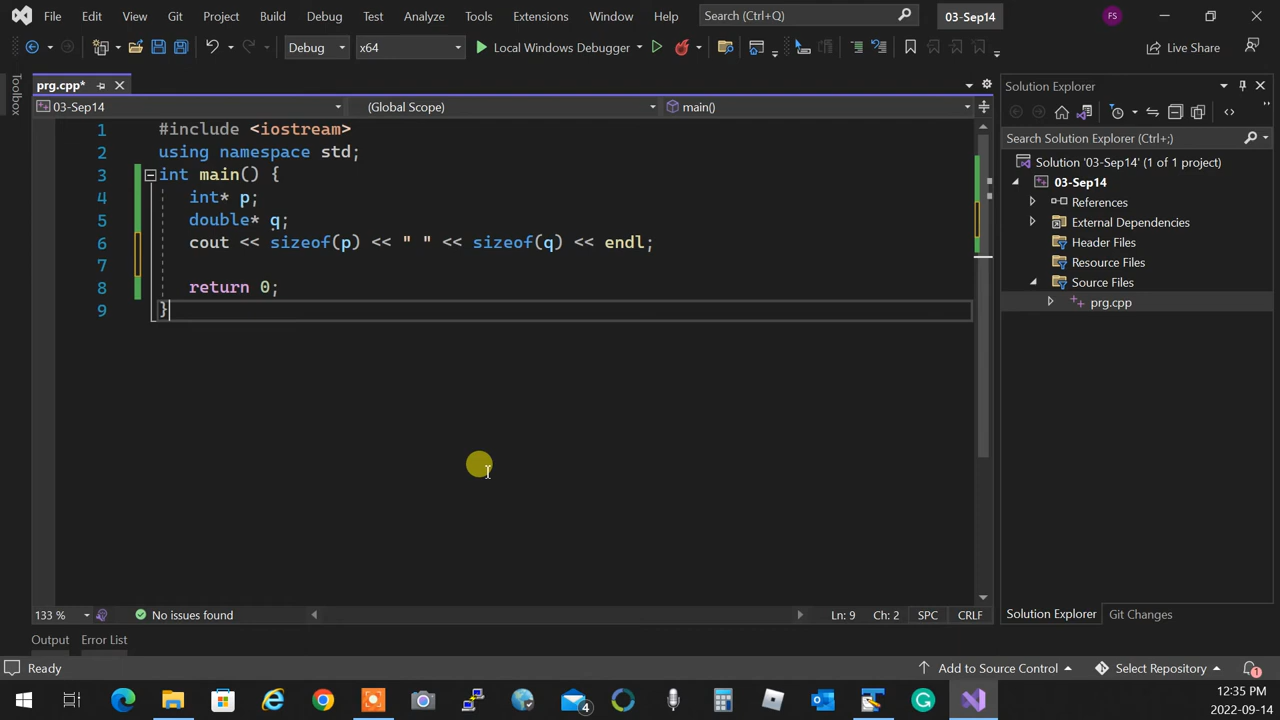 File Edit View Git Project Build Debug Test Analyze Tools Extensions Window Help Search (Ctrl+Q) 03-Sep14 FS
Debug x64 Local Windows Debugger Live Share
Toolbox
prg.cpp*
03-Sep14 (Global Scope) main()
1 #include <iostream>
2 using namespace std;
3 int main() {
4 int* p;
5 double* q;
6 cout << sizeof(p) << " " << sizeof(q) << endl;
7
8 return 0;
9 }
133 % No issues found Ln: 9 Ch: 2 SPC CRLF
Solution Explorer
Search Solution Explorer (Ctrl+;)
Solution '03-Sep14' (1 of 1 project)
03-Sep14
References
External Dependencies
Header Files
Resource Files
Source Files
prg.cpp
Solution Explorer Git Changes
Output Error List
Ready Add to Source Control Select Repository 1
4
12:35 PM
2022-09-14